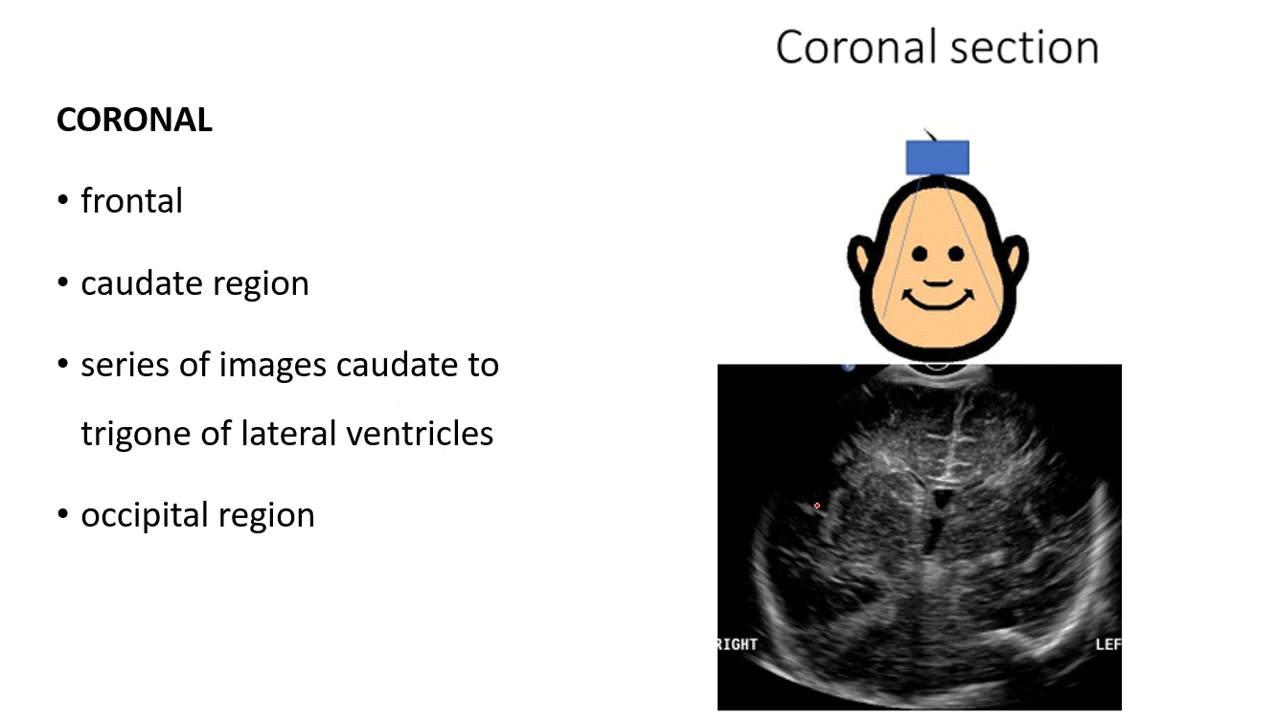 Coronal section
CORONAL
• frontal
• caudate region
• series of images caudate to
trigone of lateral ventricles
• occipital region
RIGHT
LEF